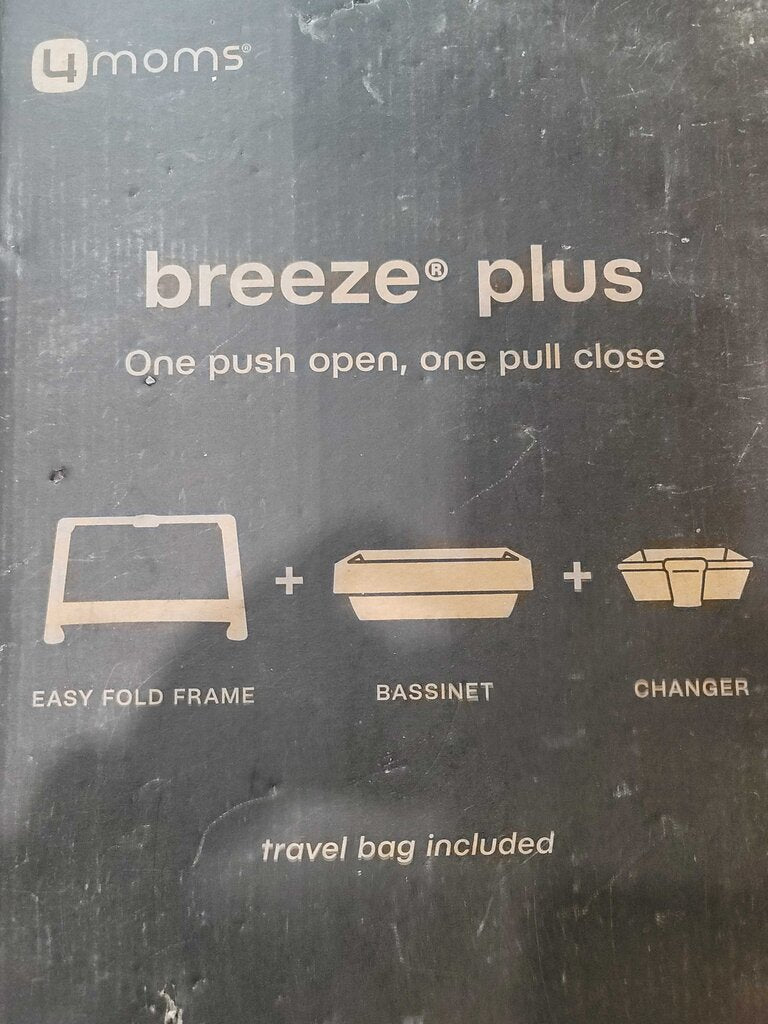 4moms®
breeze® plus
One push open, one pull close
+ +
EASY FOLD FRAME BASSINET CHANGER
travel bag included